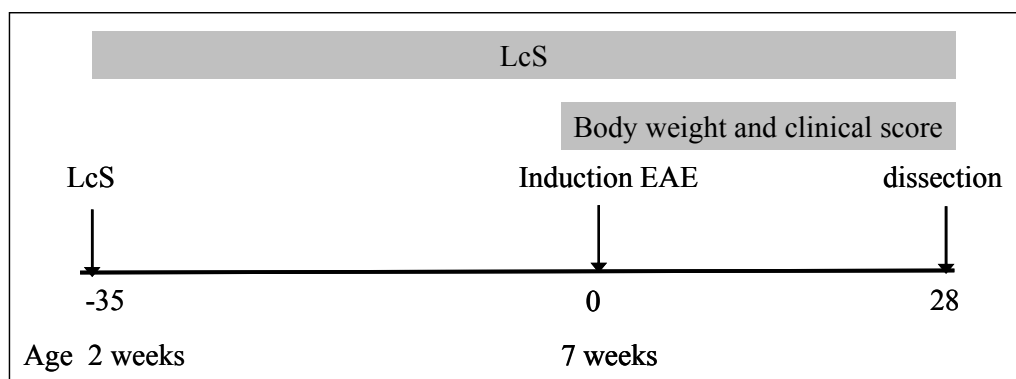 LcS
Body weight and clinical score
LcS Induction EAE dissection
-35 0 28
Age 2 weeks 7 weeks